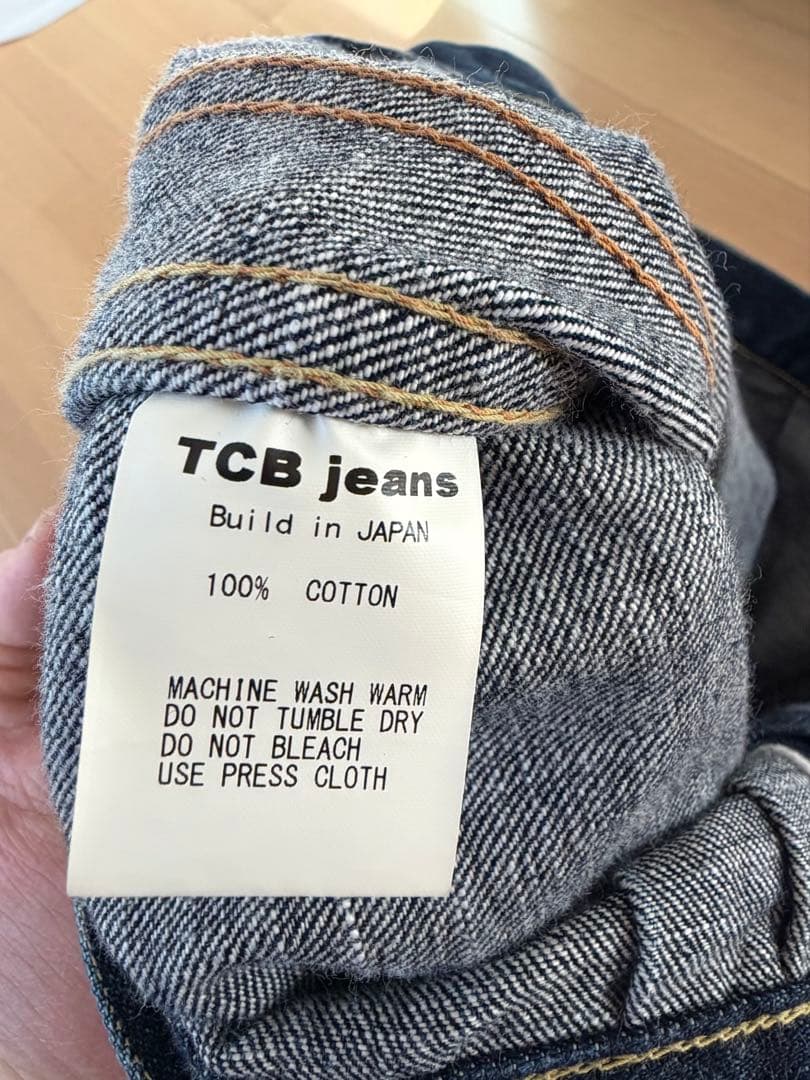 TCB jeans
Build in JAPAN
100% COTTON
MACHINE WASH WARM
DO NOT TUMBLE DRY
DO NOT BLEACH
USE PRESS CLOTH